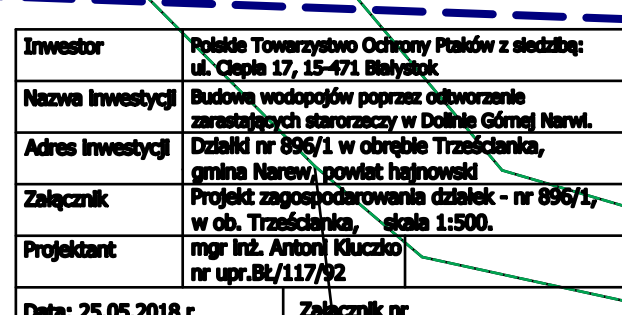 Inwestor Polskie Towarzystwo Ochrony Ptaków z siedzibą:
ul. Ciepła 17, 15-471 Białystok
Nazwa inwestycji Budowa wodopojów poprzez odtworzenie
zarastających starorzeczy w Dolinie Górnej Narwi.
Adres inwestycji Działki nr 896/1 w obrębie Trześcianka,
gmina Narew, powiat hajnowski
Załącznik Projekt zagospodarowania działek - nr 896/1,
w ob. Trześcianka, skala 1:500.
Projektant mgr inż. Antoni Kluczko
nr upr.BŁ/117/92
Data: 25.05.2018 r. Załącznik nr